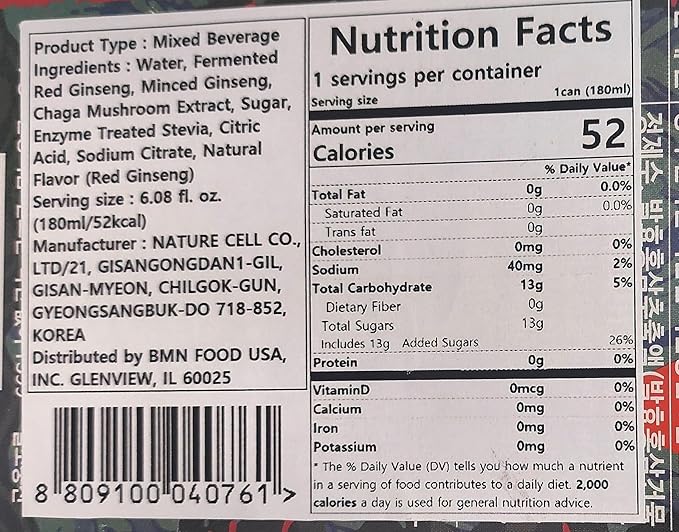 Product Type : Mixed Beverage
Ingredients : Water, Fermented
Red Ginseng, Minced Ginseng,
Chaga Mushroom Extract, Sugar,
Enzyme Treated Stevia, Citric
Acid, Sodium Citrate, Natural
Flavor (Red Ginseng)
Serving size : 6.08 fl. oz.
(180ml/52kcal)
Manufacturer : NATURE CELL CO.,
LTD/21, GISANGONGDAN1-GIL,
GISAN-MYEON, CHILGOK-GUN,
GYEONGSANGBUK-DO 718-852,
KOREA
Distributed by BMN FOOD USA,
INC. GLENVIEW, IL 60025
8 809100 040761 >
Nutrition Facts
1 servings per container
Serving size 1can (180ml)
Amount per serving
Calories 52
% Daily Value*
Total Fat 0g 0.0%
Saturated Fat 0g 0.0%
Trans fat 0g
Cholesterol 0mg 0%
Sodium 40mg 2%
Total Carbohydrate 13g 5%
Dietary Fiber 0g
Total Sugars 13g
Includes 13g Added Sugars 26%
Protein 0g 0%
VitaminD 0mcg 0%
Calcium 0mg 0%
Iron 0mg 0%
Potassium 0mg 0%
* The % Daily Value (DV) tells you how much a nutrient
in a serving of food contributes to a daily diet. 2,000
calories a day is used for general nutrition advice.